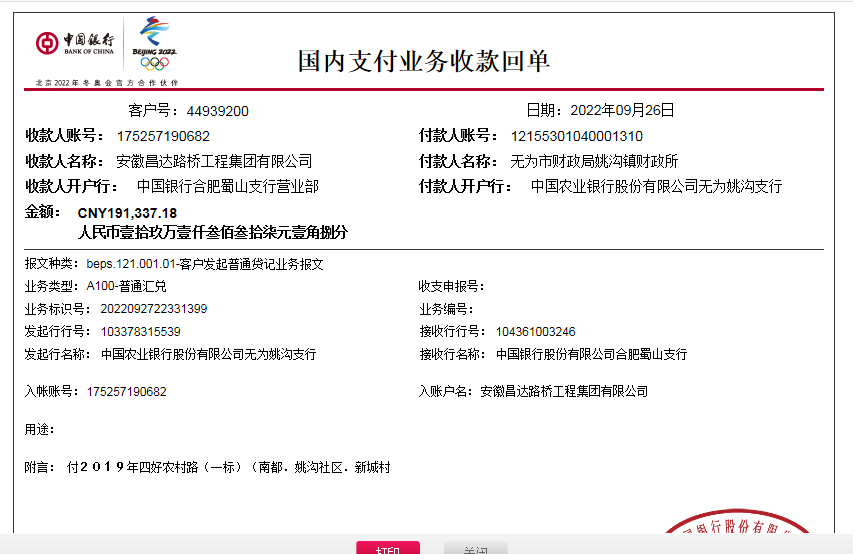 中国银行
BANK OF CHINA
BEIJING 2022
北京2022年冬奥会官方合作伙伴
国内支付业务收款回单
客户号：44939200 日期：2022年09月26日
收款人账号：175257190682 付款人账号：12155301040001310
收款人名称：安徽昌达路桥工程集团有限公司 付款人名称：无为市财政局姚沟镇财政所
收款人开户行：中国银行合肥蜀山支行营业部 付款人开户行：中国农业银行股份有限公司无为姚沟支行
金额：CNY191,337.18
人民币壹拾玖万壹仟叁佰叁拾柒元壹角捌分
报文种类：beps.121.001.01-客户发起普通贷记业务报文
业务类型：A100-普通汇兑 收支申报号：
业务标识号：2022092722331399 业务编号：
发起行行号：103378315539 接收行行号：104361003246
发起行名称：中国农业银行股份有限公司无为姚沟支行 接收行名称：中国银行股份有限公司合肥蜀山支行
入帐账号：175257190682 入账户名：安徽昌达路桥工程集团有限公司
用途：
附言：付２０１９年四好农村路（一标）（南都．姚沟社区．新城村
银行股份有限
打印 关闭